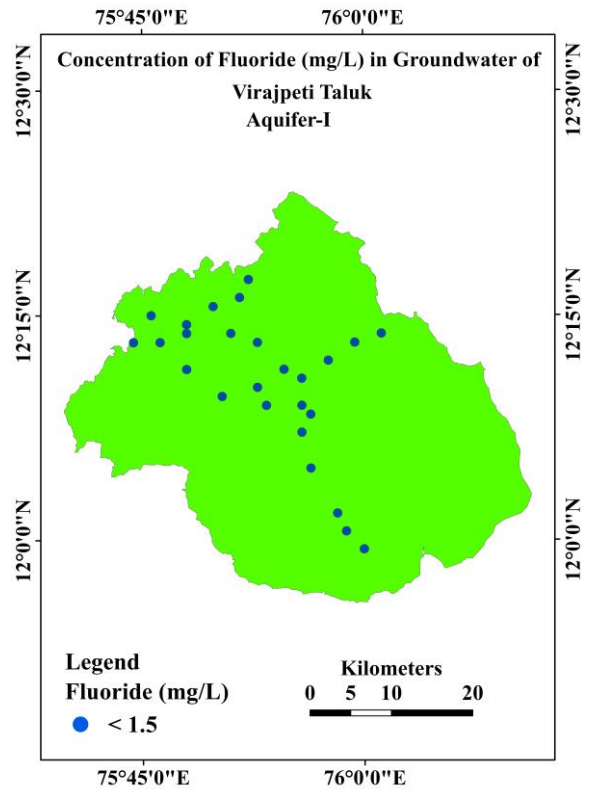 75°45'0"E 76°0'0"E
Concentration of Fluoride (mg/L) in Groundwater of
Virajpeti Taluk
Aquifer-I
12°30'0"N 12°30'0"N
12°15'0"N 12°15'0"N
12°0'0"N 12°0'0"N
Legend
Fluoride (mg/L)
< 1.5
Kilometers
0 5 10 20
75°45'0"E 76°0'0"E